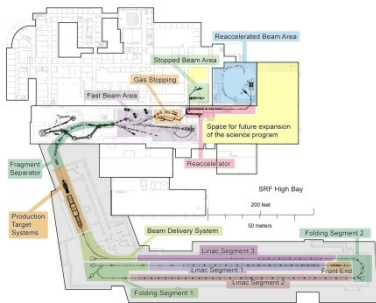 Reaccelerated Beam Area
Stopped Beam Area
Gas Stopping
Fast Beam Area
Space for future expansion
of the science program
Fragment
Separator
Reaccelerator
SRF High Bay
200 feet
50 meters
Production
Target
Systems
Beam Delivery System
Folding Segment 2
Linac Segment 3
Linac Segment 1
Front End
Linac Segment 2
Folding Segment 1